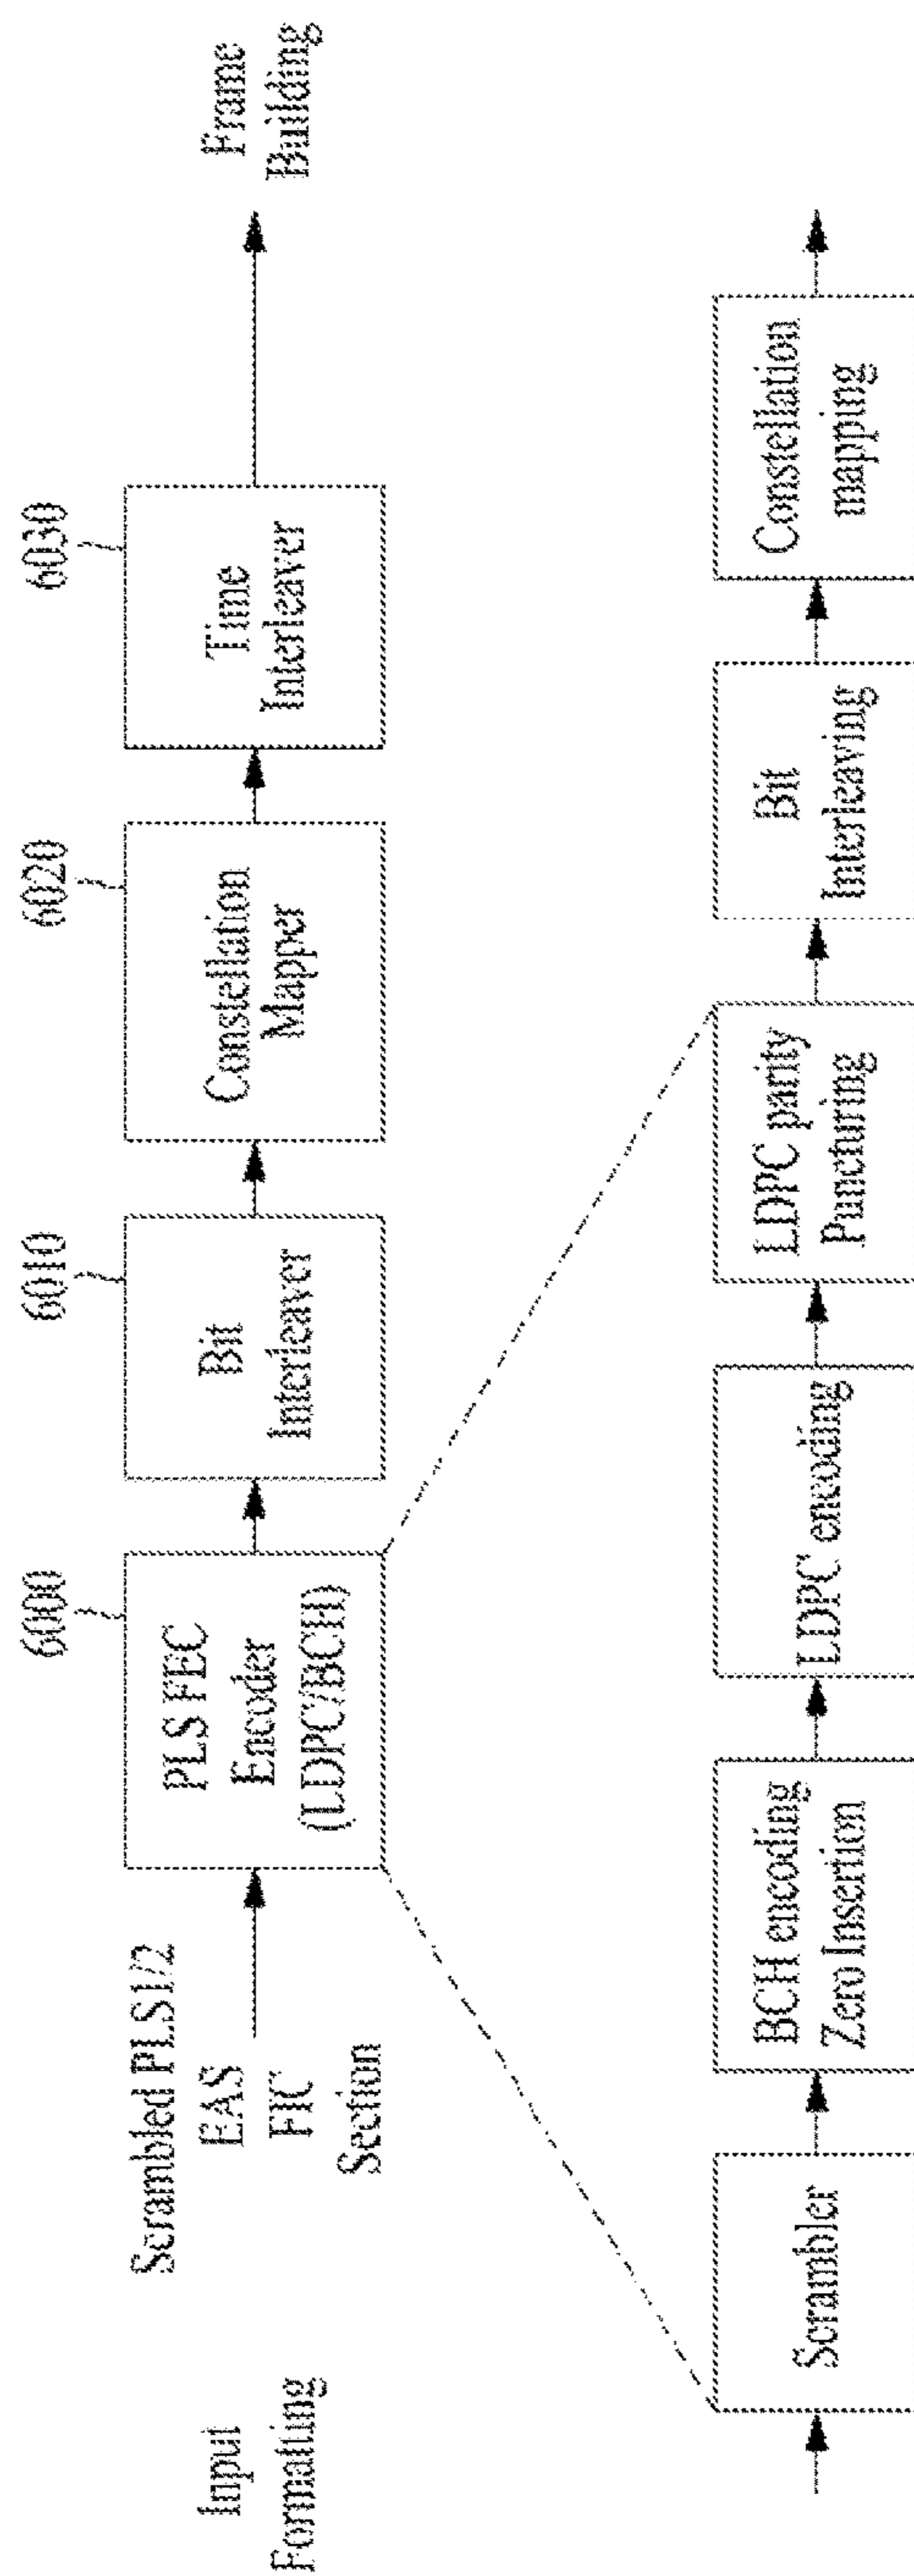 Input
Formatting
Scrambled PLS1/2
EAS
FIC
Section
6000
PLS FEC
Encoder
(LDPC/BCH)
6010
Bit
Interleaver
6020
Constellation
Mapper
6030
Time
Interleaver
Frame
Building
Scrambler
BCH encoding
Zero Insertion
LDPC encoding
LDPC parity
Puncturing
Bit
Interleaving
Constellation
mapping